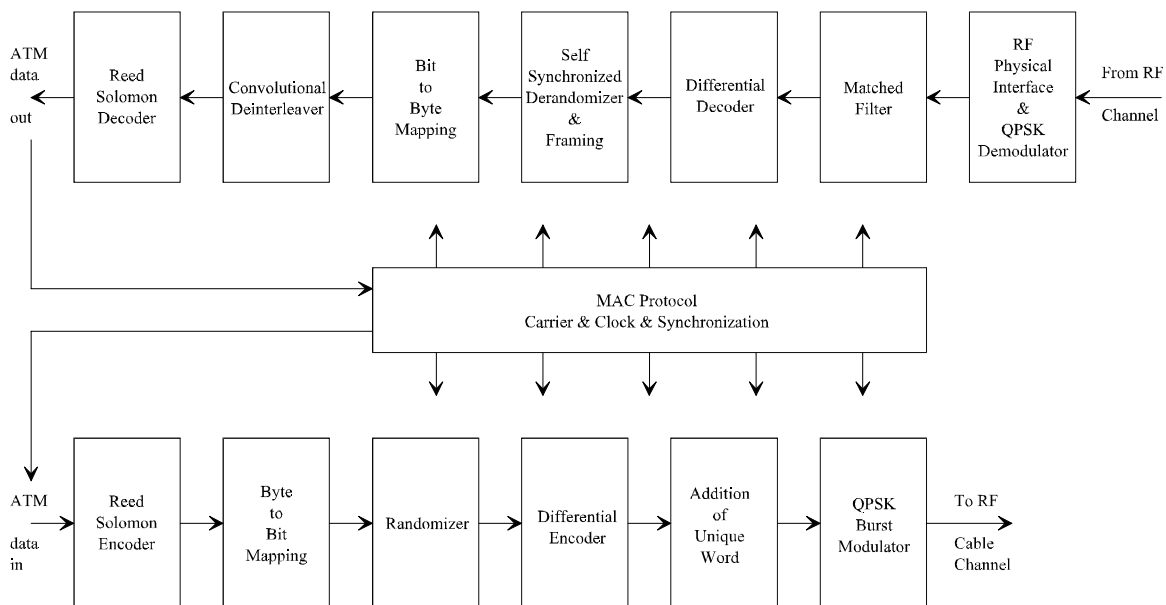 ATM
data
out
Reed
Solomon
Decoder
Convolutional
Deinterleaver
Bit
to
Byte
Mapping
Self
Synchronized
Derandomizer
&
Framing
Differential
Decoder
Matched
Filter
RF
Physical
Interface
&
QPSK
Demodulator
From RF
Channel
MAC Protocol
Carrier & Clock & Synchronization
ATM
data
in
Reed
Solomon
Encoder
Byte
to
Bit
Mapping
Randomizer
Differential
Encoder
Addition
of
Unique
Word
QPSK
Burst
Modulator
To RF
Cable
Channel